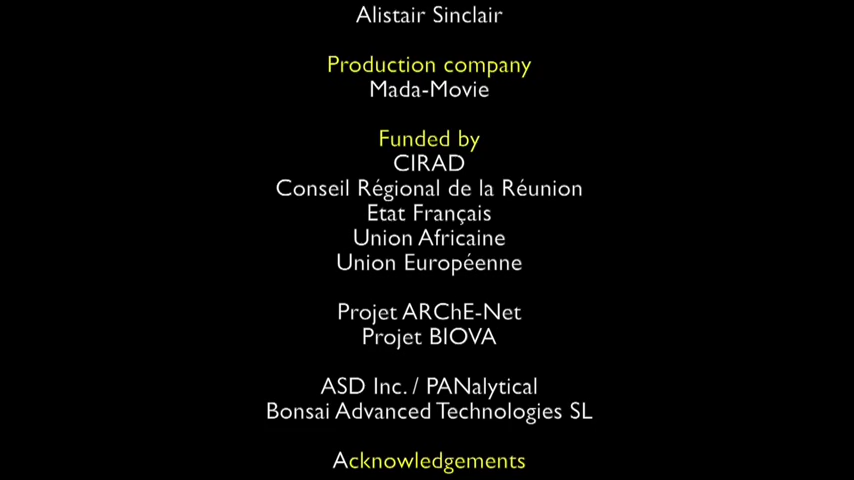 Alistair Sinclair
Production company
Mada-Movie
Funded by
CIRAD
Conseil Régional de la Réunion
Etat Français
Union Africaine
Union Européenne
Projet ARChE-Net
Projet BIOVA
ASD Inc. / PANalytical
Bonsai Advanced Technologies SL
Acknowledgements